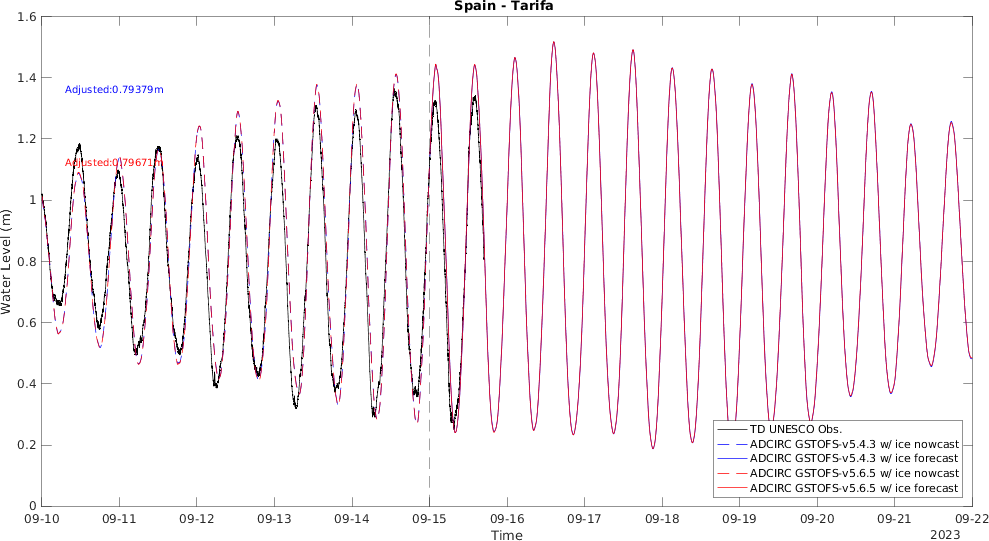 Spain - Tarifa
1.6
1.4
1.2
1
0.8
0.6
0.4
0.2
0
Water Level (m)
Adjusted:0.79379m
Adjusted:0.79671m
TD UNESCO Obs.
ADCIRC GSTOFS-v5.4.3 w/ ice nowcast
ADCIRC GSTOFS-v5.4.3 w/ ice forecast
ADCIRC GSTOFS-v5.6.5 w/ ice nowcast
ADCIRC GSTOFS-v5.6.5 w/ ice forecast
09-10 09-11 09-12 09-13 09-14 09-15 09-16 09-17 09-18 09-19 09-20 09-21 09-22
Time
2023